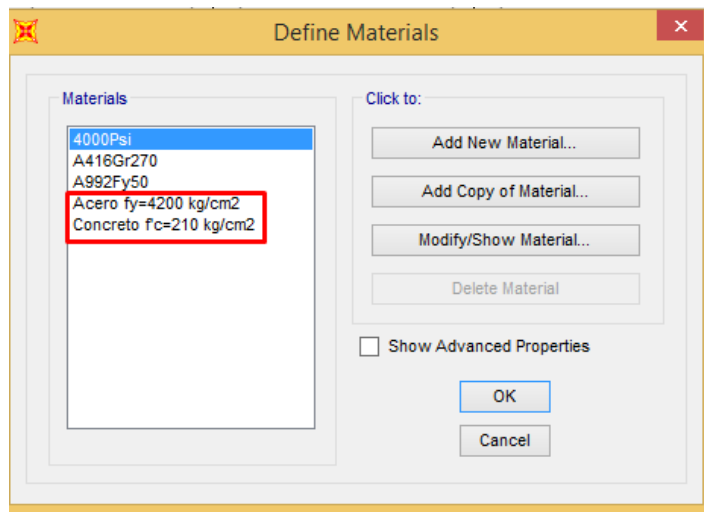 Define Materials
Materials
4000Psi
A416Gr270
A992Fy50
Acero fy=4200 kg/cm2
Concreto f'c=210 kg/cm2
Click to:
Add New Material...
Add Copy of Material...
Modify/Show Material...
Delete Material
Show Advanced Properties
OK
Cancel